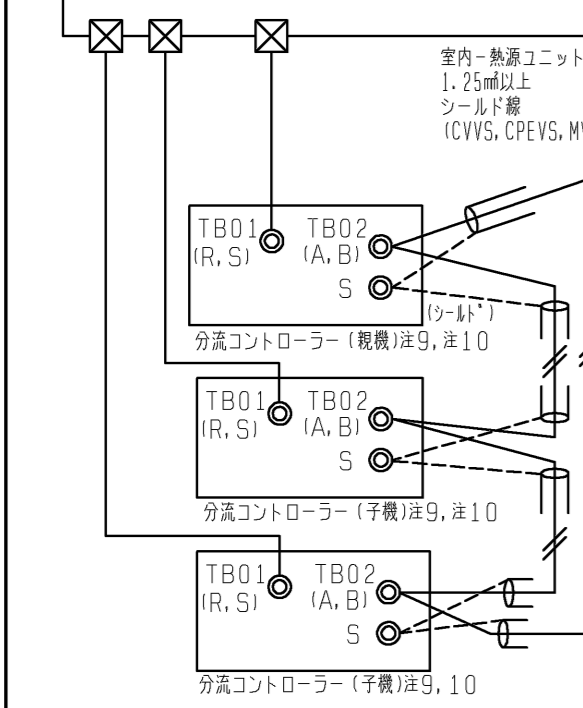 室内-熱源ユニット
1.25㎟以上
シールド線
(CVVS,CPEVS,M
TB01 TB02
(R,S) (A,B)
S
(シールド)
分流コントローラー(親機)注9,注10
TB01 TB02
(R,S) (A,B)
S
分流コントローラー(子機)注9,注10
TB01 TB02
(R,S) (A,B)
S
分流コントローラー(子機)注9,10